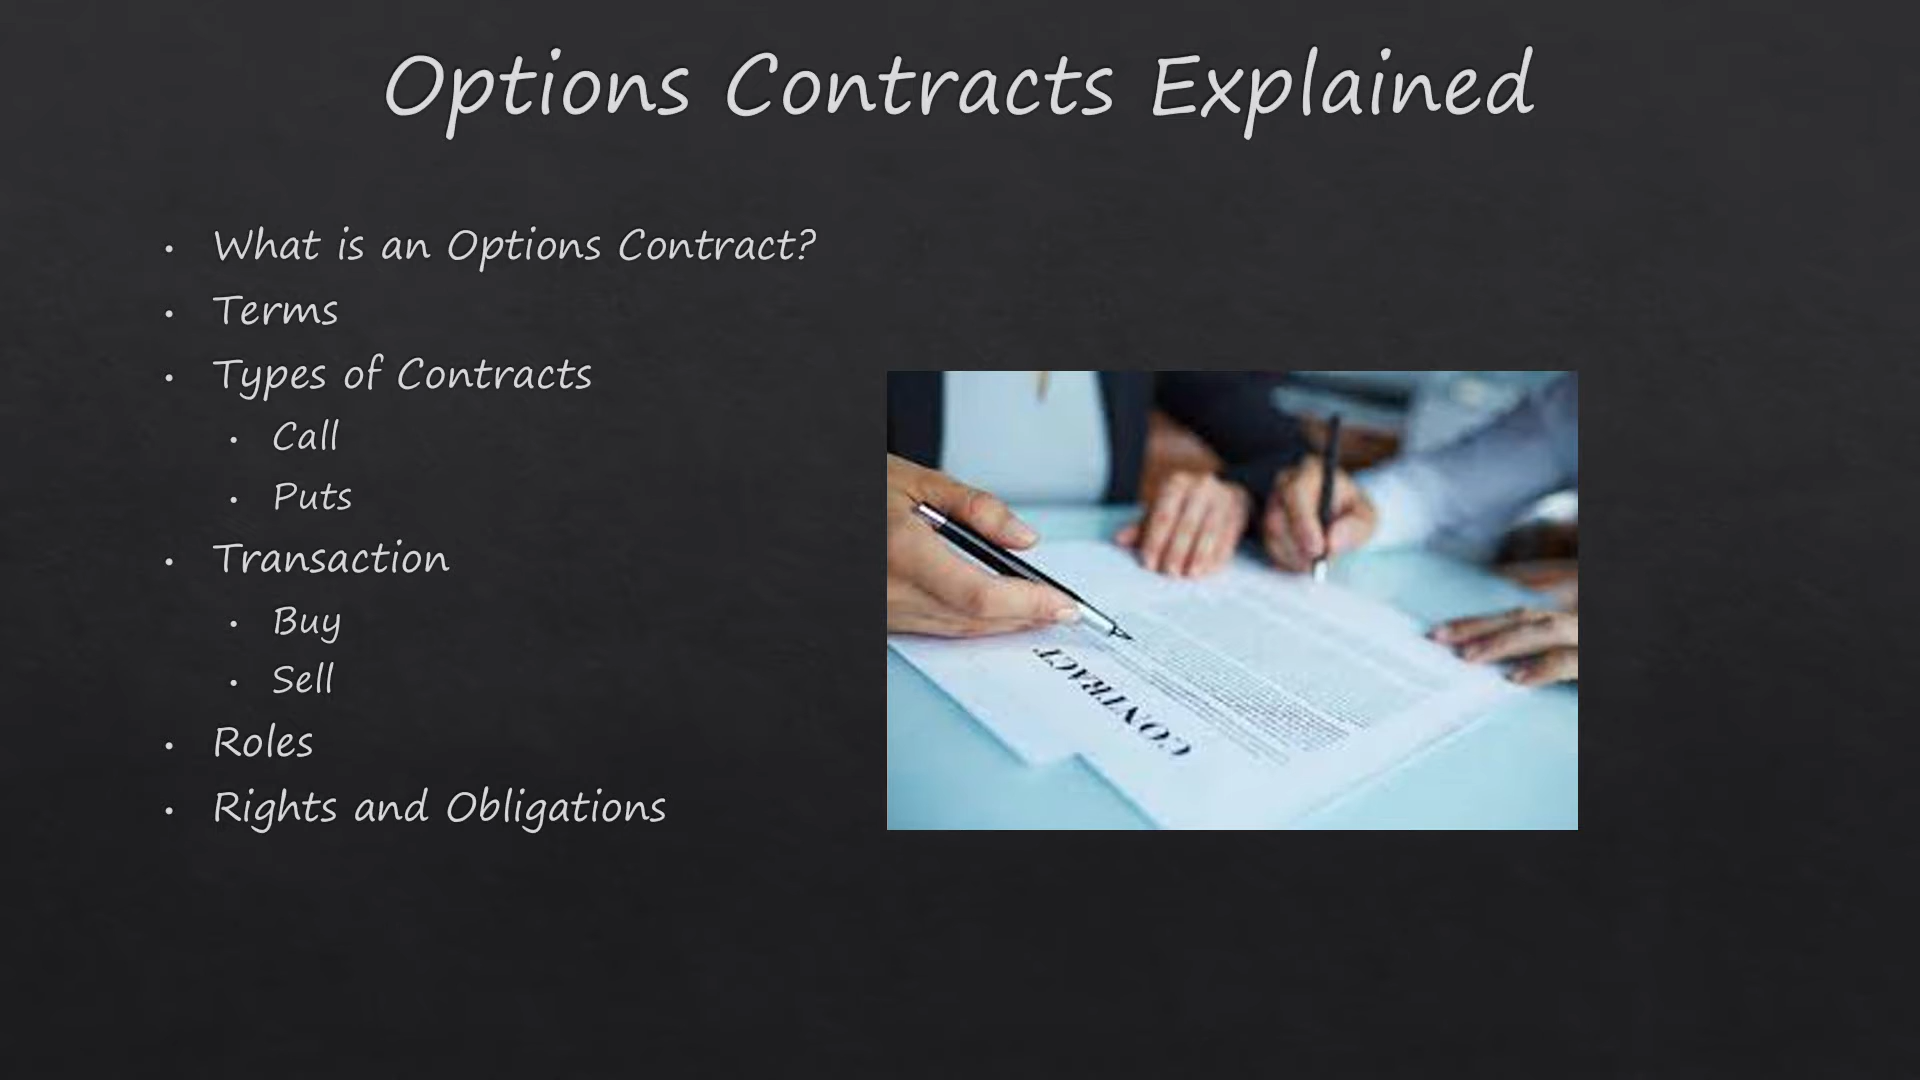 Options Contracts Explained
• What is an Options Contract?
• Terms
• Types of Contracts
• Call
• Puts
• Transaction
• Buy
• Sell
• Roles
• Rights and Obligations
CONTRACT